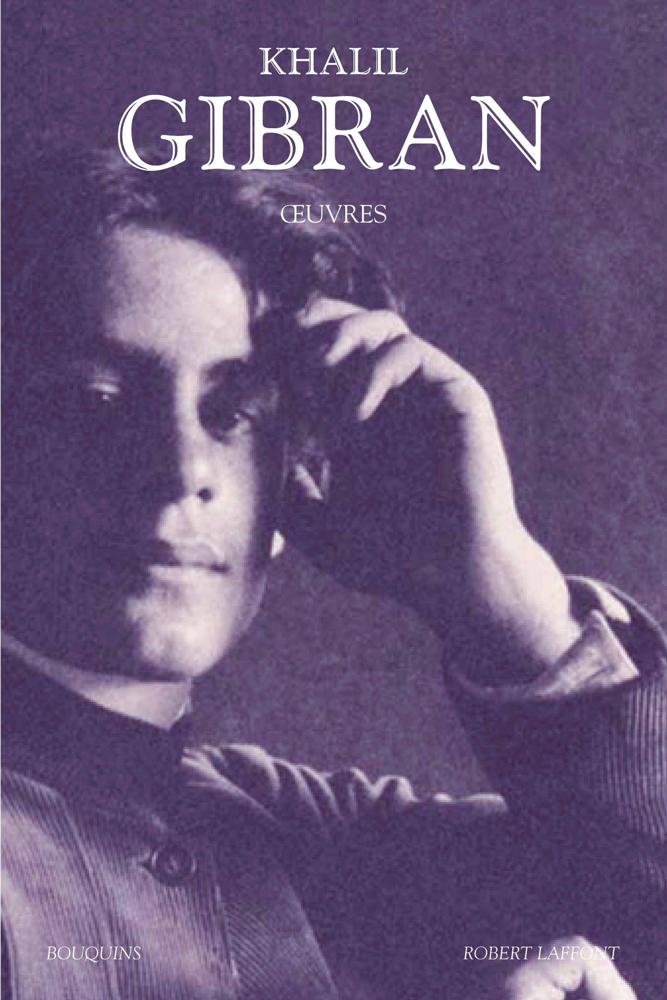 KHALIL
GIBRAN
ŒUVRES
BOUQUINS
ROBERT LAFFONT